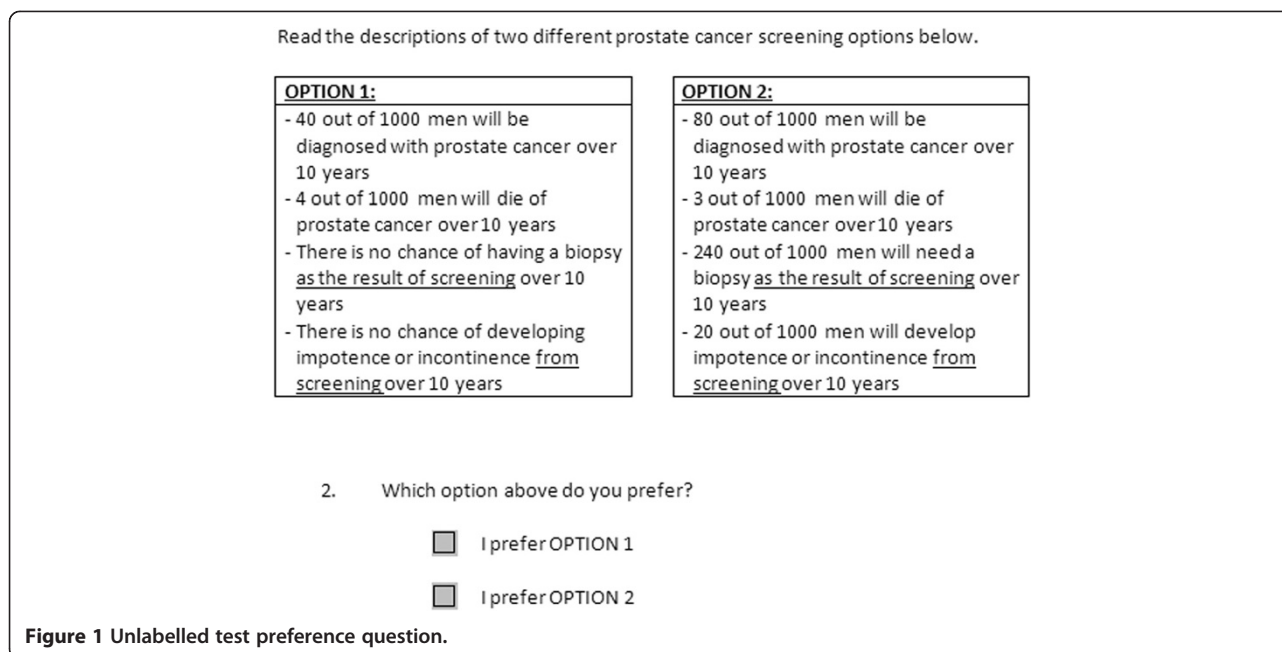 Read the descriptions of two different prostate cancer screening options below.
OPTION 1:
- 40 out of 1000 men will be
diagnosed with prostate cancer over
10 years
- 4 out of 1000 men will die of
prostate cancer over 10 years
- There is no chance of having a biopsy
as the result of screening over 10
years
- There is no chance of developing
impotence or incontinence from
screening over 10 years
OPTION 2:
- 80 out of 1000 men will be
diagnosed with prostate cancer over
10 years
- 3 out of 1000 men will die of
prostate cancer over 10 years
- 240 out of 1000 men will need a
biopsy as the result of screening over
10 years
- 20 out of 1000 men will develop
impotence or incontinence from
screening over 10 years
2. Which option above do you prefer?
I prefer OPTION 1
I prefer OPTION 2
Figure 1 Unlabelled test preference question.